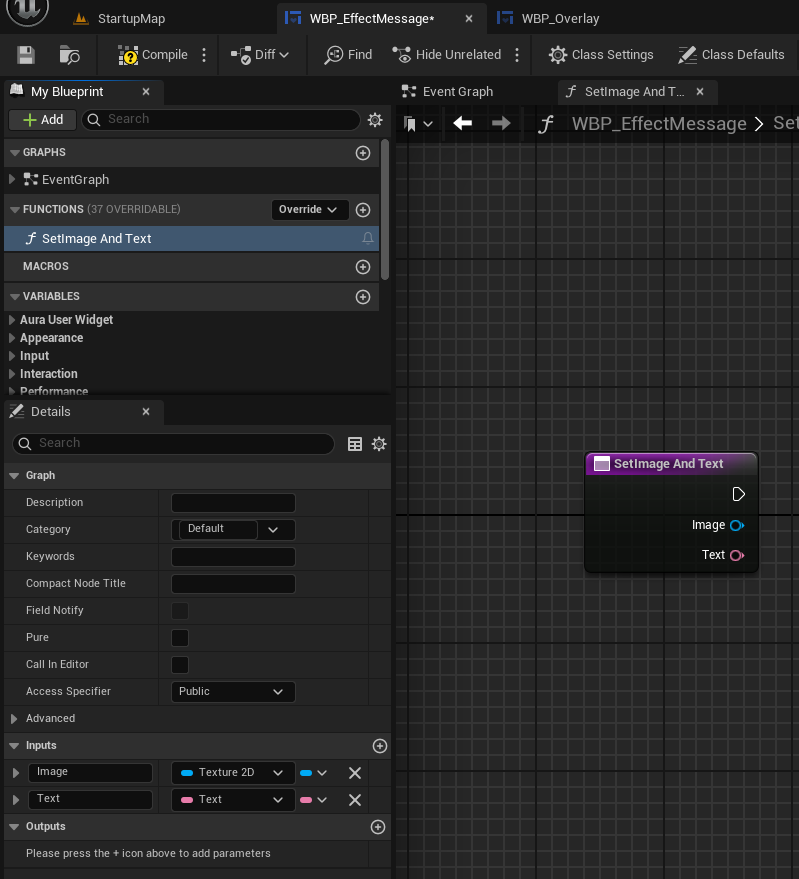 StartupMap
WBP_EffectMessage*
WBP_Overlay
Compile
Diff
Find
Hide Unrelated
Class Settings
Class Defaults
My Blueprint
Event Graph
SetImage And T...
Add
Search
WBP_EffectMessage > Set
GRAPHS
EventGraph
FUNCTIONS (37 OVERRIDABLE)
Override
SetImage And Text
MACROS
VARIABLES
Aura User Widget
Appearance
Input
Interaction
Performance
Details
Search
Graph
Description
Category
Default
Keywords
Compact Node Title
Field Notify
Pure
Call In Editor
Access Specifier
Public
Advanced
Inputs
Image
Texture 2D
Text
Text
Outputs
Please press the + icon above to add parameters
SetImage And Text
Image
Text